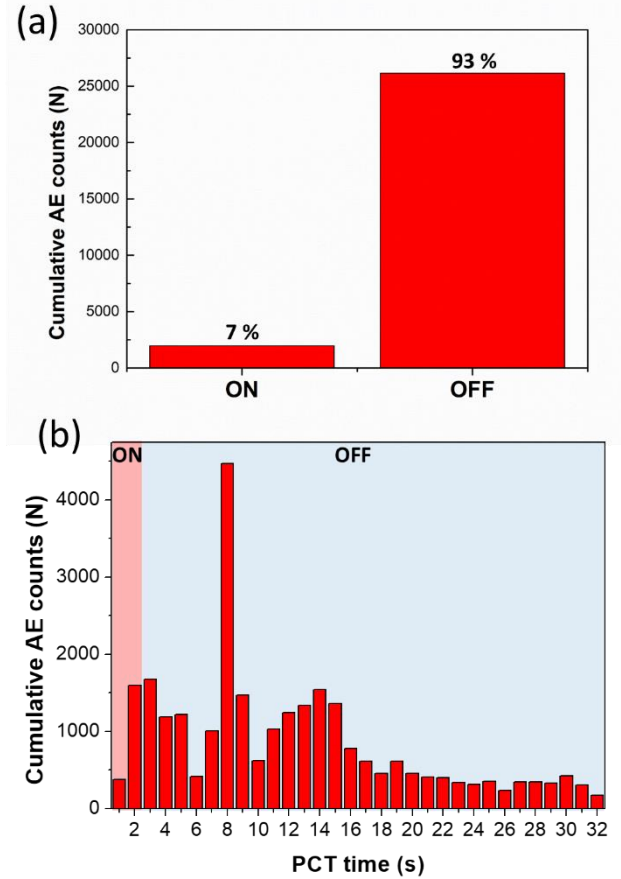 (a)
Cumulative AE counts (N)
30000
25000
20000
15000
10000
5000
0
7 %
93 %
ON
OFF
(b)
Cumulative AE counts (N)
4000
3000
2000
1000
0
ON
OFF
2 4 6 8 10 12 14 16 18 20 22 24 26 28 30 32
PCT time (s)